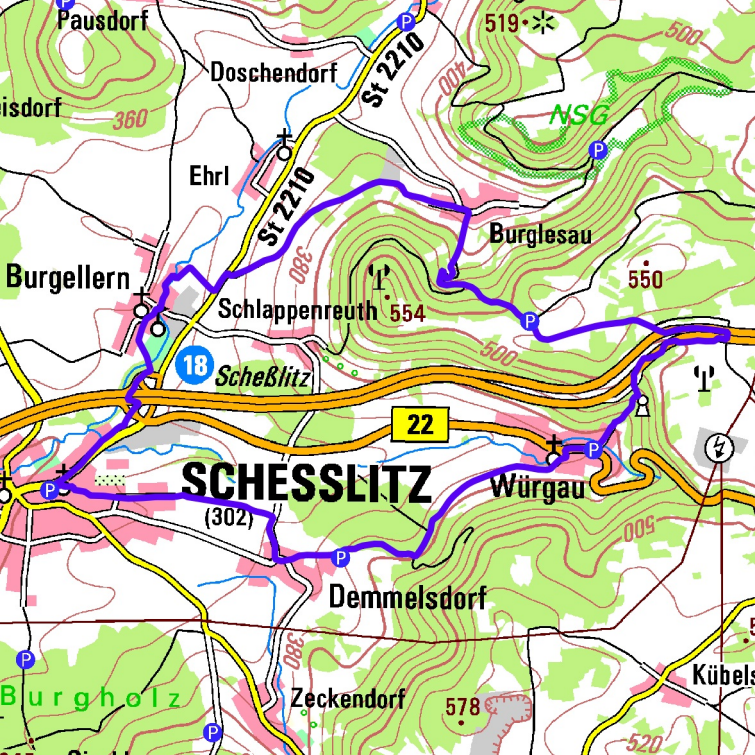 Pausdorf
P
P
519
500
Doschendorf
St 2210
400
eisdorf
360
NSG
P
Ehrl
St 2210
380
Burglesau
550
Burgellern
Schlappenreuth
554
P
500
18
Scheßlitz
22
P
Würgau
SCHESSLITZ
P
(302)
500
P
Demmelsdorf
380
P
Kübels
Burgholz
Zeckendorf
578
P
520